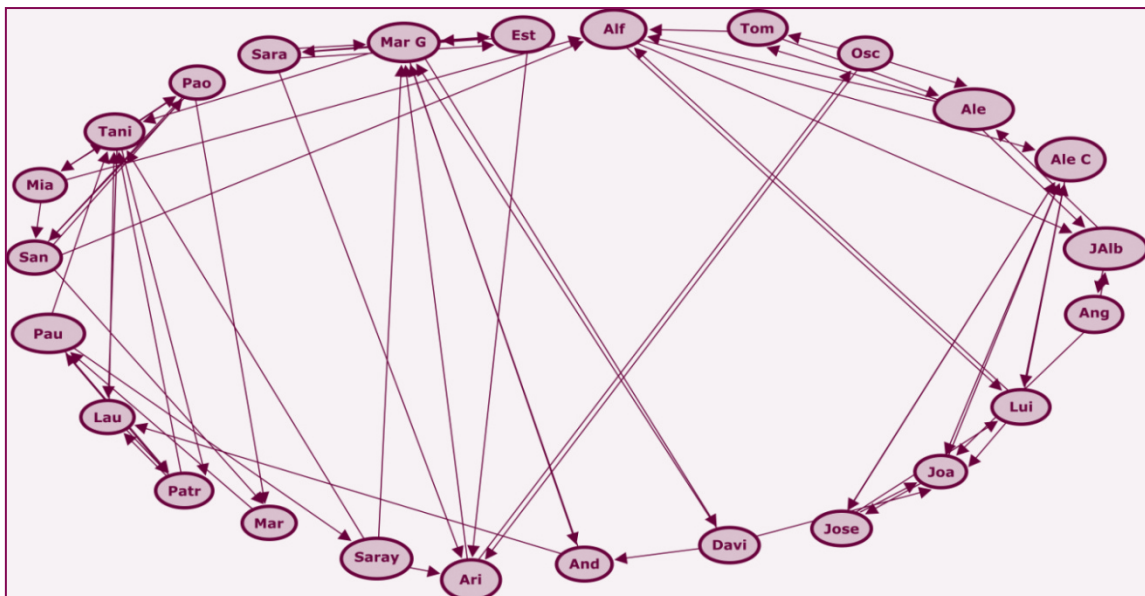 Alf
Tom
Est
Mar G
Sara
Osc
Pao
Ale
Tani
Ale C
Mia
JAlb
San
Ang
Pau
Lui
Lau
Joa
Patr
Mar
Jose
Davi
Saray
And
Ari